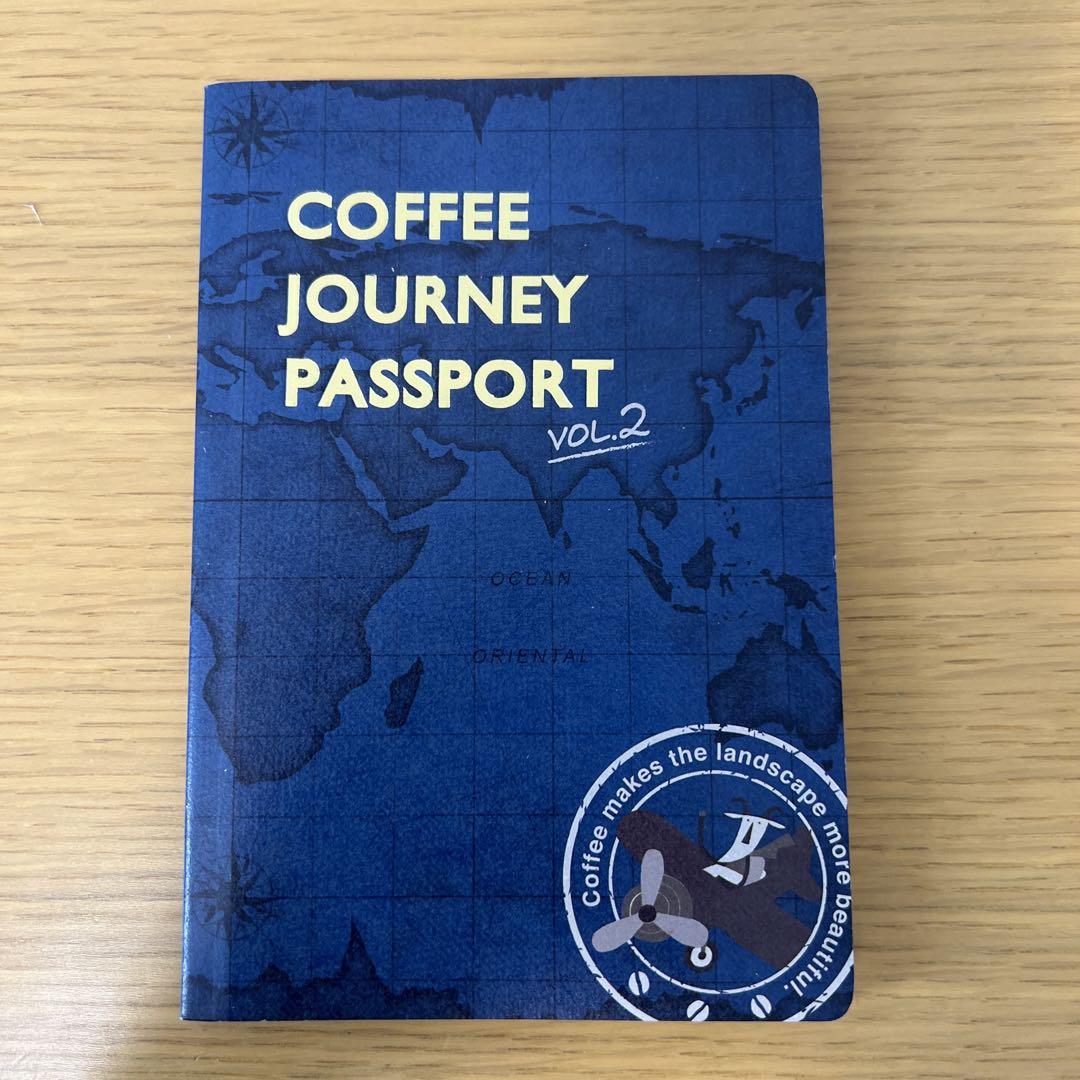 COFFEE
JOURNEY
PASSPORT
VOL.2
OCEAN
ORIENTAL
Coffee makes the landscape more beautiful.